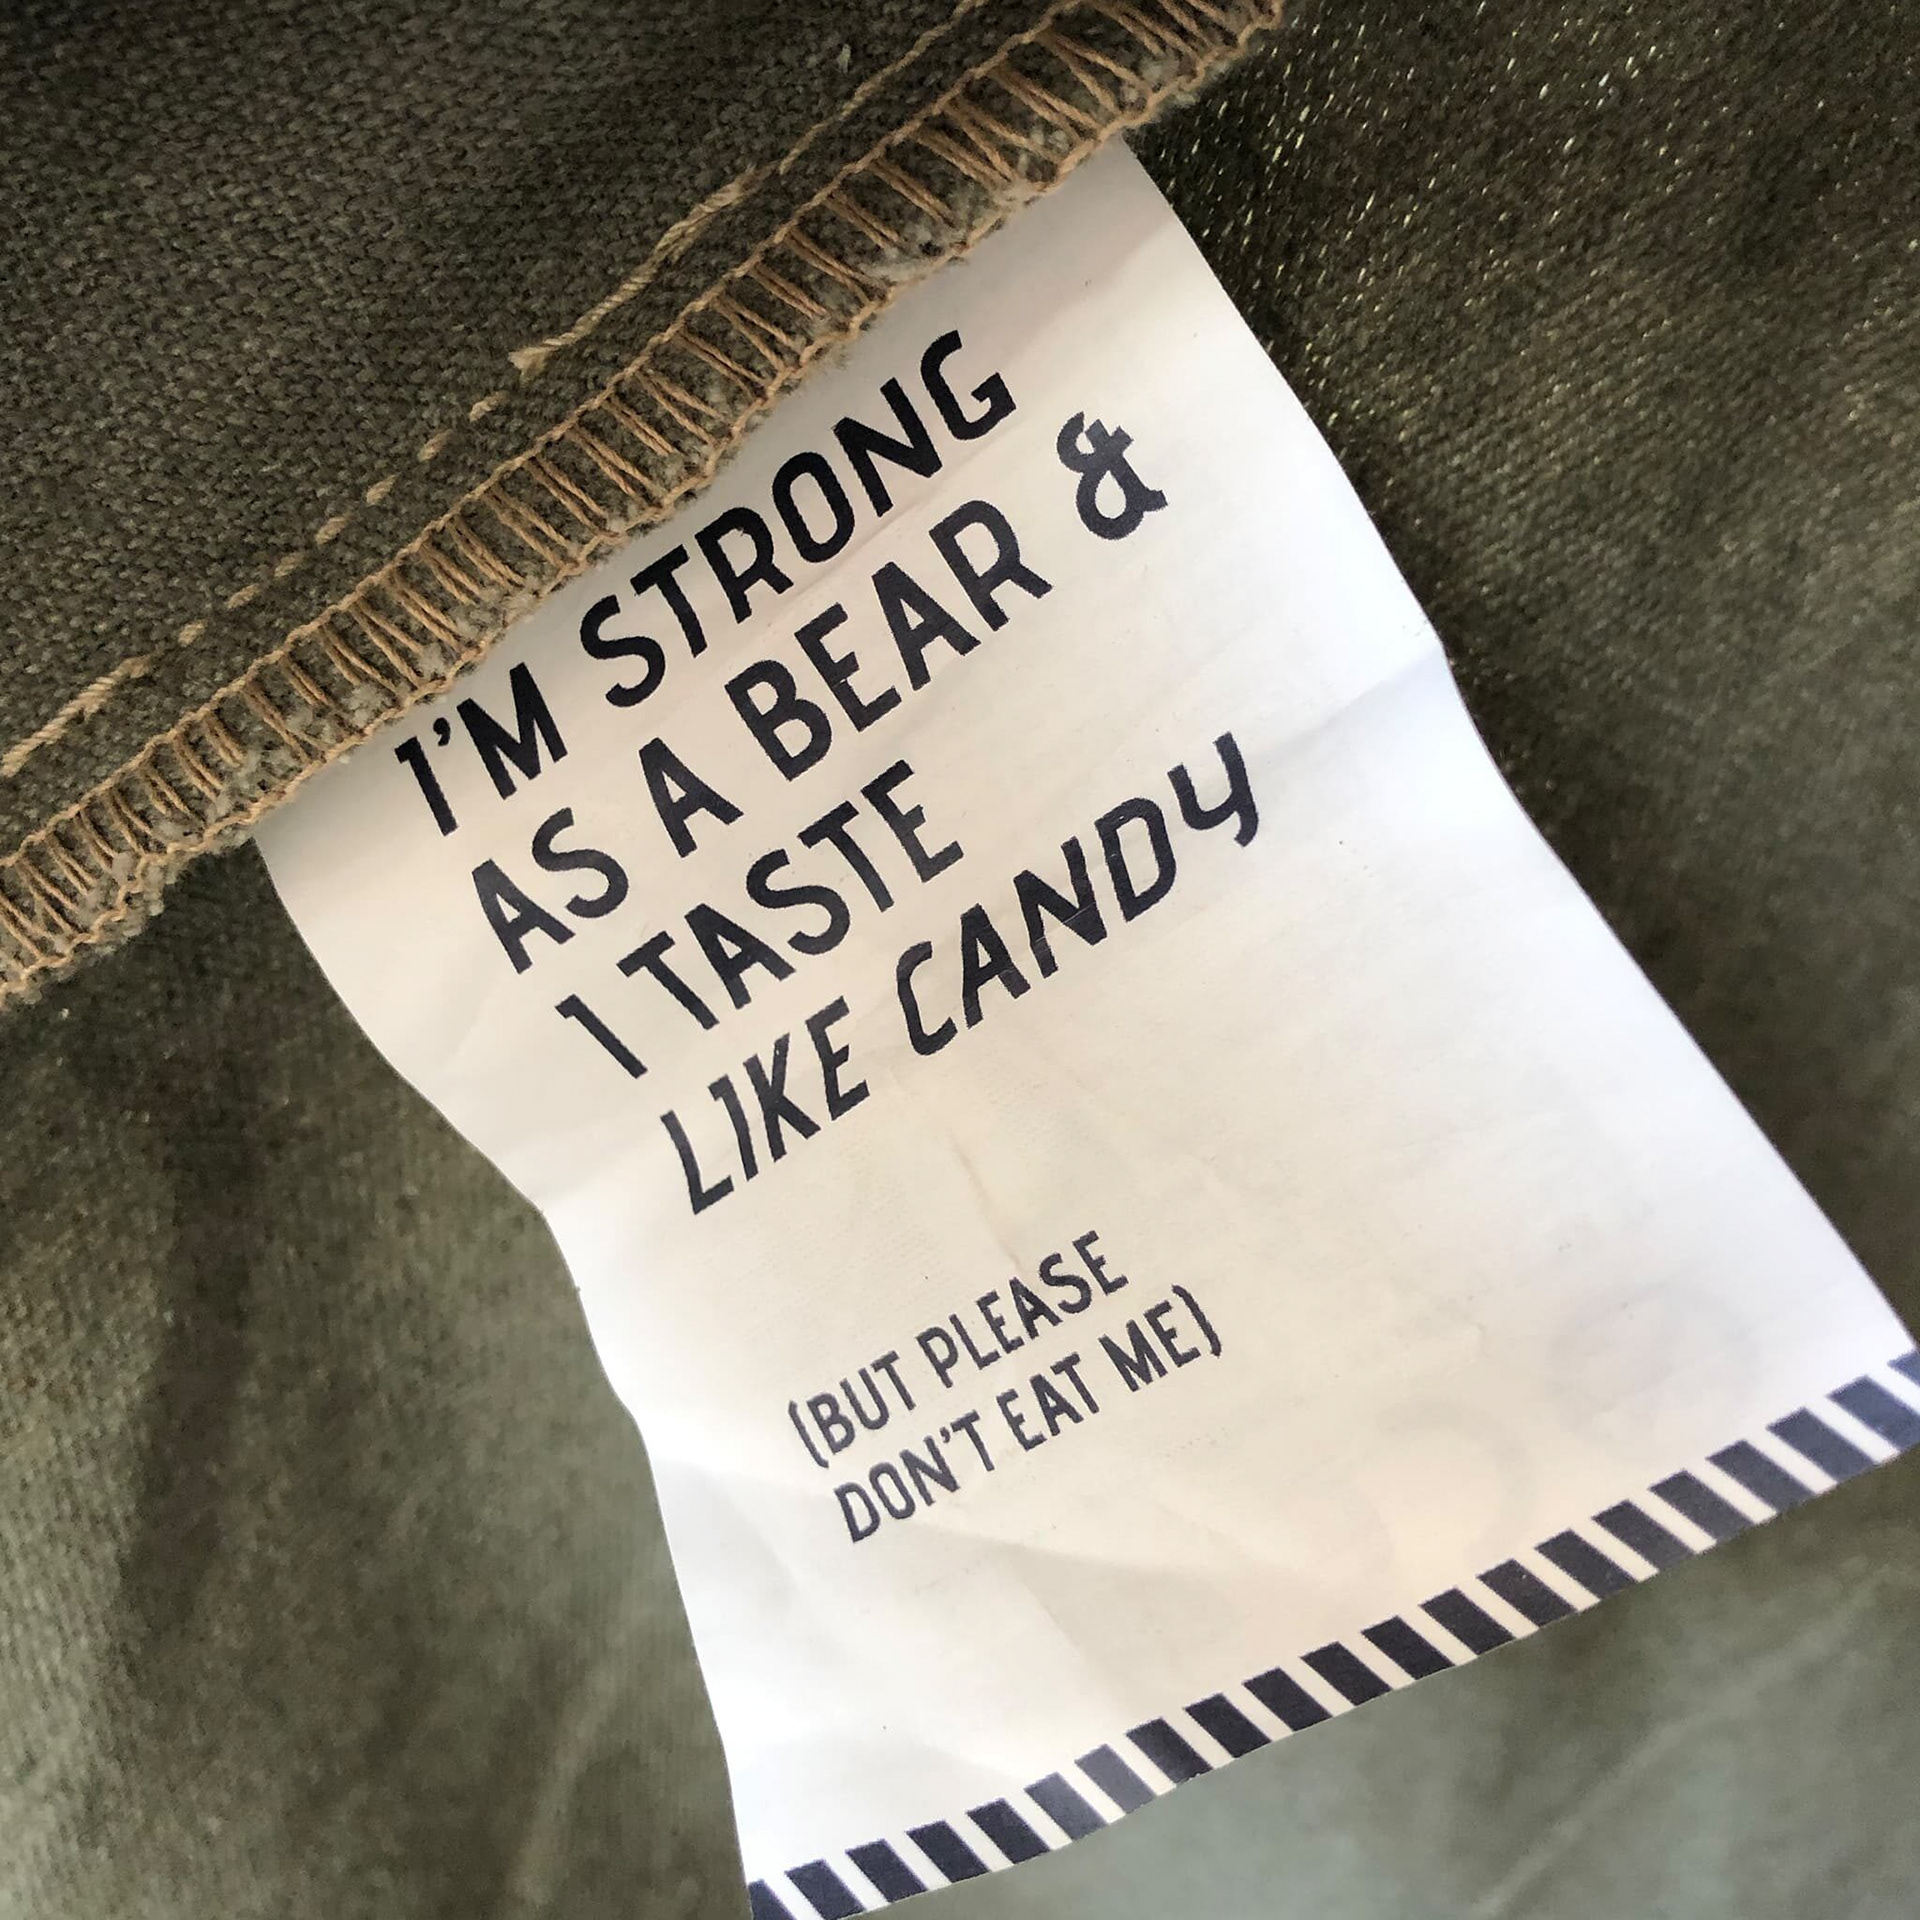 I'M STRONG
AS A BEAR &
I TASTE
LIKE CANDY
(BUT PLEASE
DON'T EAT ME)